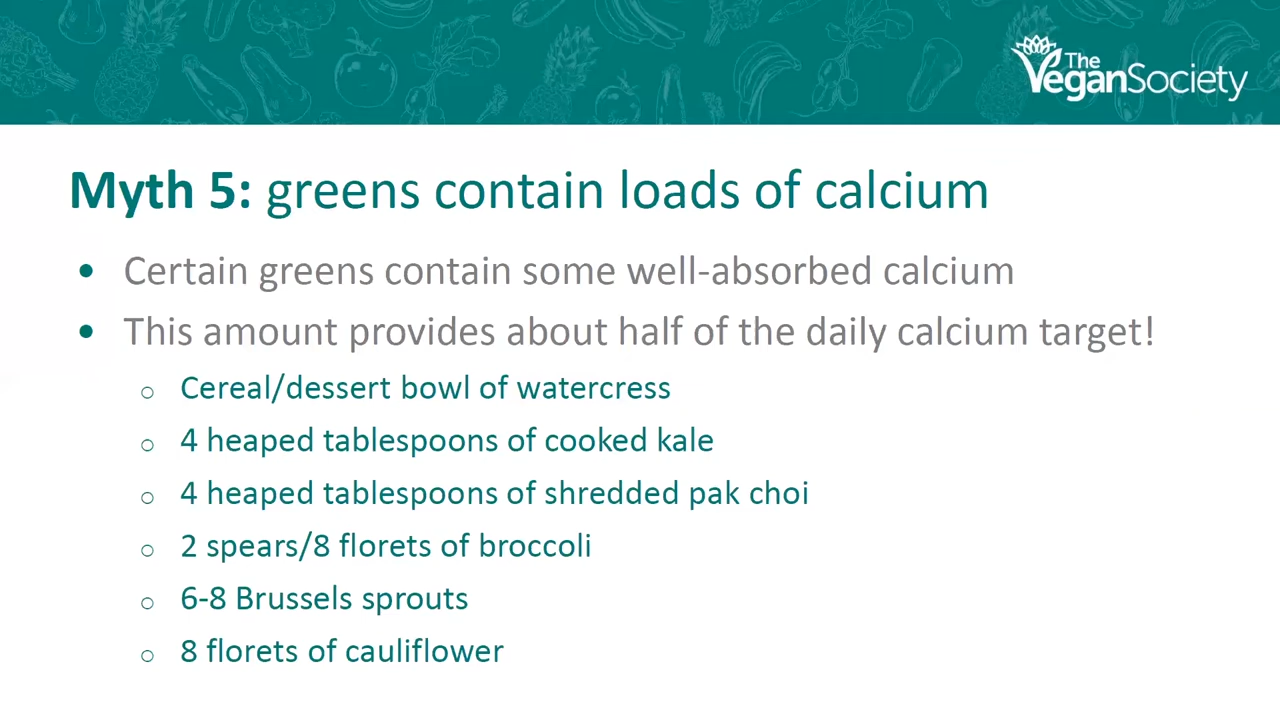 The
VeganSociety
Myth 5: greens contain loads of calcium
• Certain greens contain some well-absorbed calcium
• This amount provides about half of the daily calcium target!
○ Cereal/dessert bowl of watercress
○ 4 heaped tablespoons of cooked kale
○ 4 heaped tablespoons of shredded pak choi
○ 2 spears/8 florets of broccoli
○ 6-8 Brussels sprouts
○ 8 florets of cauliflower